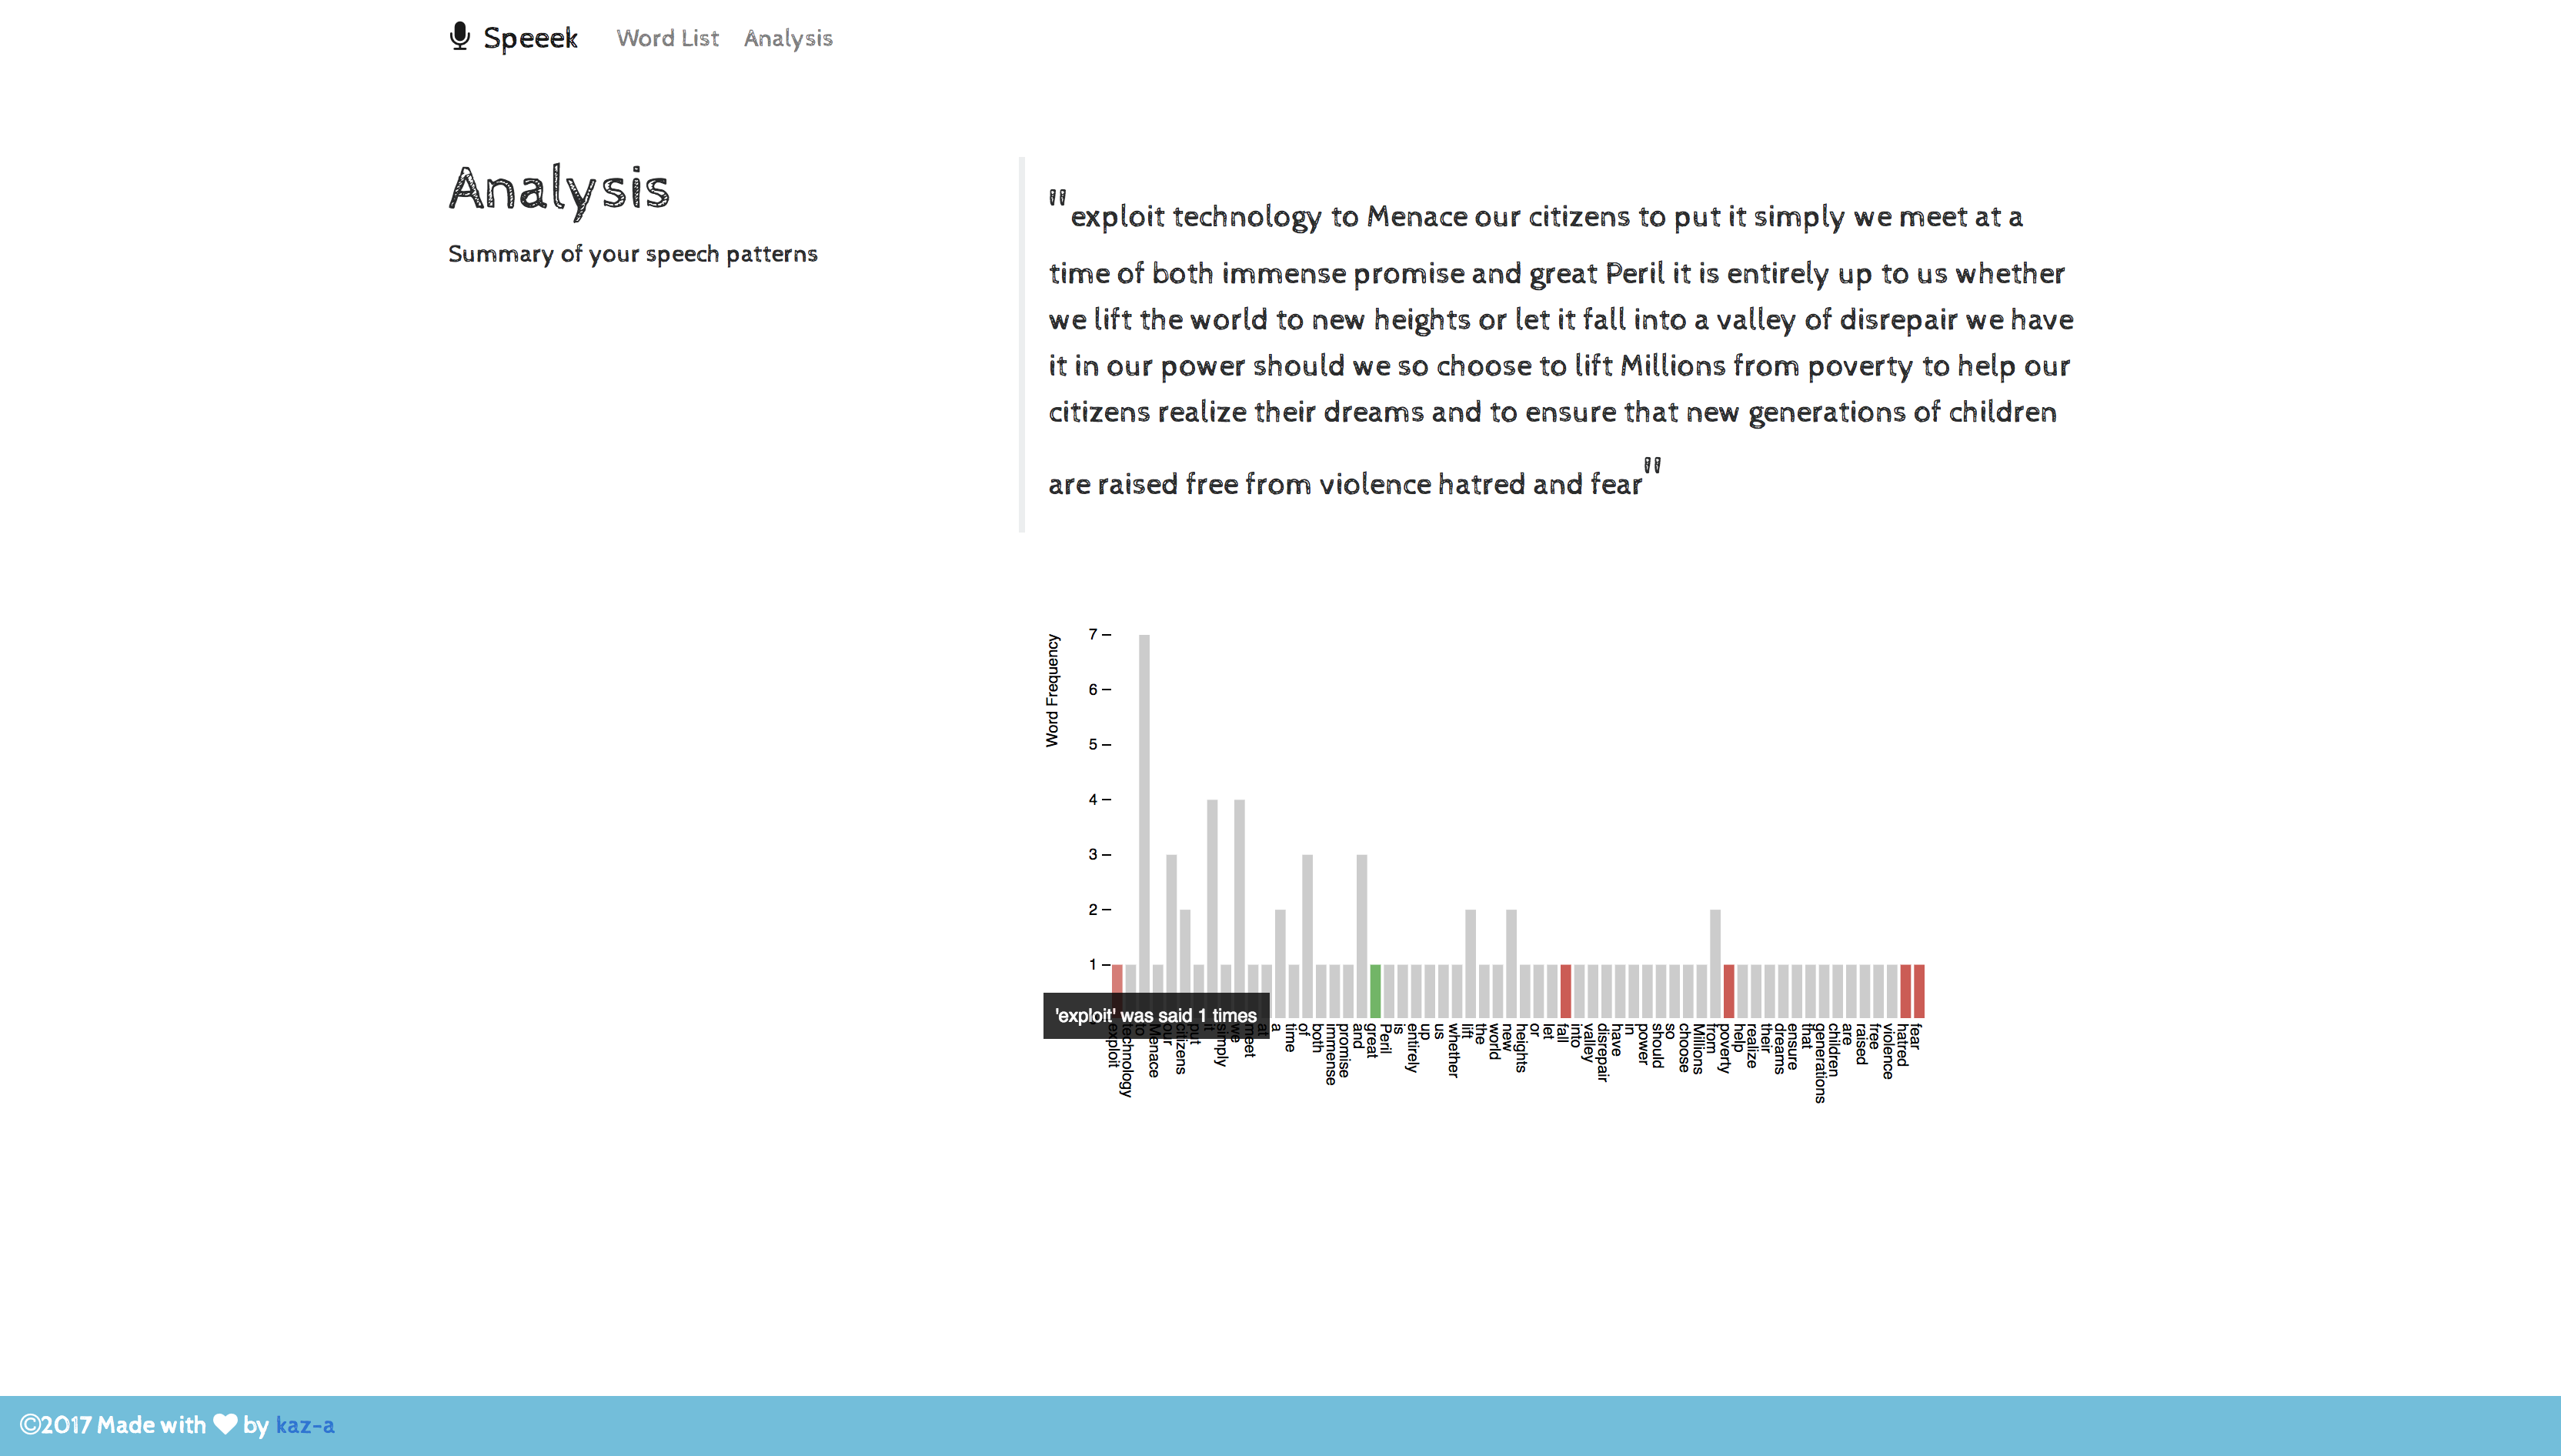 Speeek Word List Analysis
Analysis
Summary of your speech patterns
"exploit technology to Menace our citizens to put it simply we meet at a
time of both immense promise and great Peril it is entirely up to us whether
we lift the world to new heights or let it fall into a valley of disrepair we have
it in our power should we so choose to lift Millions from poverty to help our
citizens realize their dreams and to ensure that new generations of children
are raised free from violence hatred and fear"
Word Frequency
7
6
5
4
3
2
1
'exploit' was said 1 times
exploit
technology
to
Menace
our
citizens
put
it
simply
we
meet
at
a
time
of
both
immense
promise
and
great
Peril
is
entirely
up
us
whether
lift
the
world
new
heights
or
let
fall
into
valley
disrepair
have
in
power
should
so
choose
Millions
from
poverty
help
realize
their
dreams
ensure
that
generations
children
are
raised
free
violence
hatred
fear
©2017 Made with ♥ by kaz-a